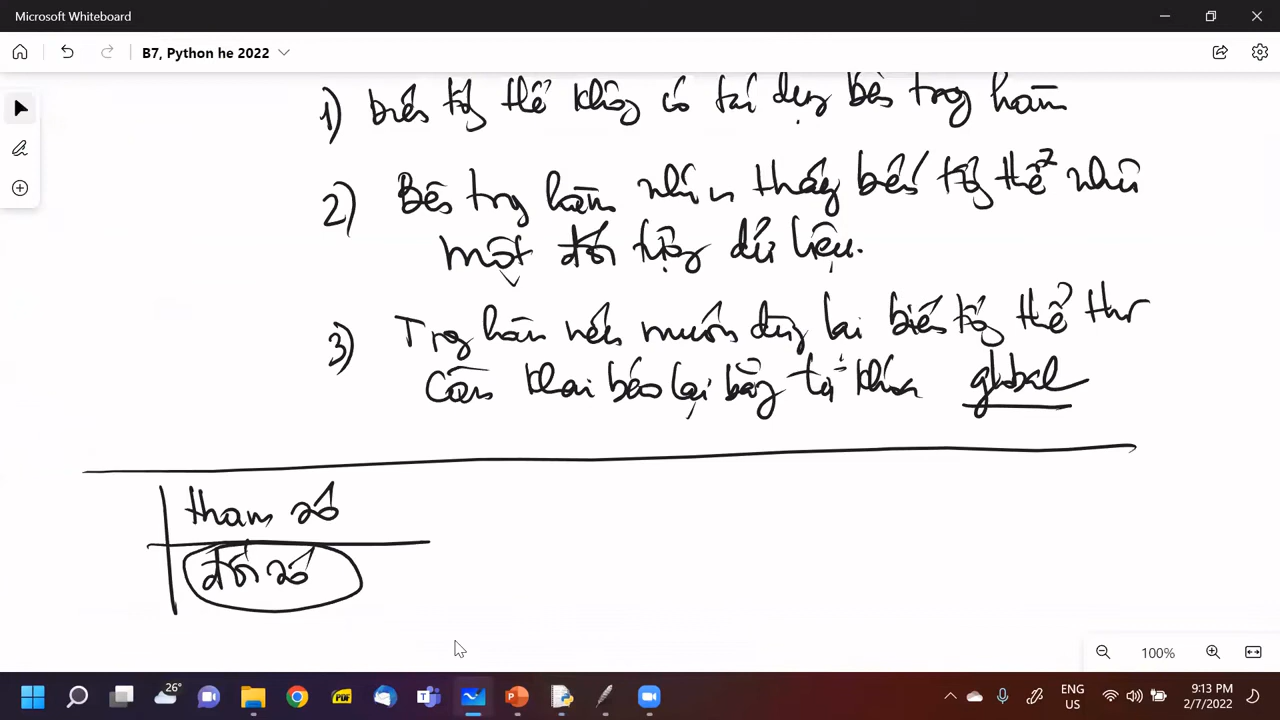 Microsoft Whiteboard
B7, Python he 2022
1) biến tổng thể không có tác dụng bên trong hàm
2) Bên trong hàm nhìn thấy biến tổng thể như
một đối tượng dữ liệu.
3) Trong hàm nếu muốn dùng lại biến tổng thể thì
cần khai báo lại bằng từ khóa global
tham số
đối số
100%
26°
PDF
ENG
US
9:13 PM
2/7/2022